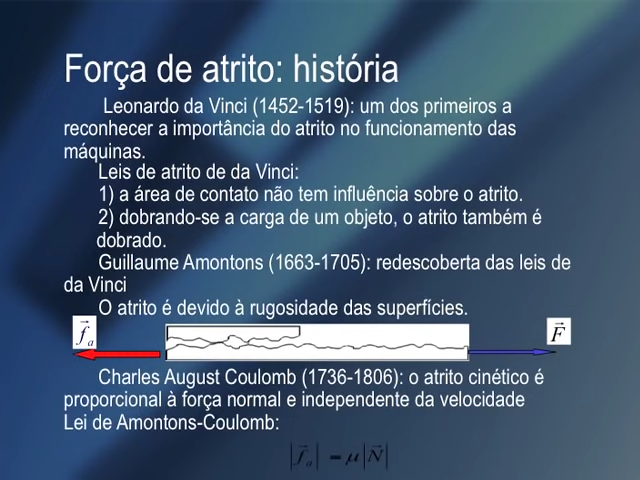 Força de atrito: história
Leonardo da Vinci (1452-1519): um dos primeiros a
reconhecer a importância do atrito no funcionamento das
máquinas.
Leis de atrito de da Vinci:
1) a área de contato não tem influência sobre o atrito.
2) dobrando-se a carga de um objeto, o atrito também é
dobrado.
Guillaume Amontons (1663-1705): redescoberta das leis de
da Vinci
O atrito é devido à rugosidade das superfícies.
f⃗a
F⃗
Charles August Coulomb (1736-1806): o atrito cinético é
proporcional à força normal e independente da velocidade
Lei de Amontons-Coulomb:
|f⃗a| = μ|N⃗|